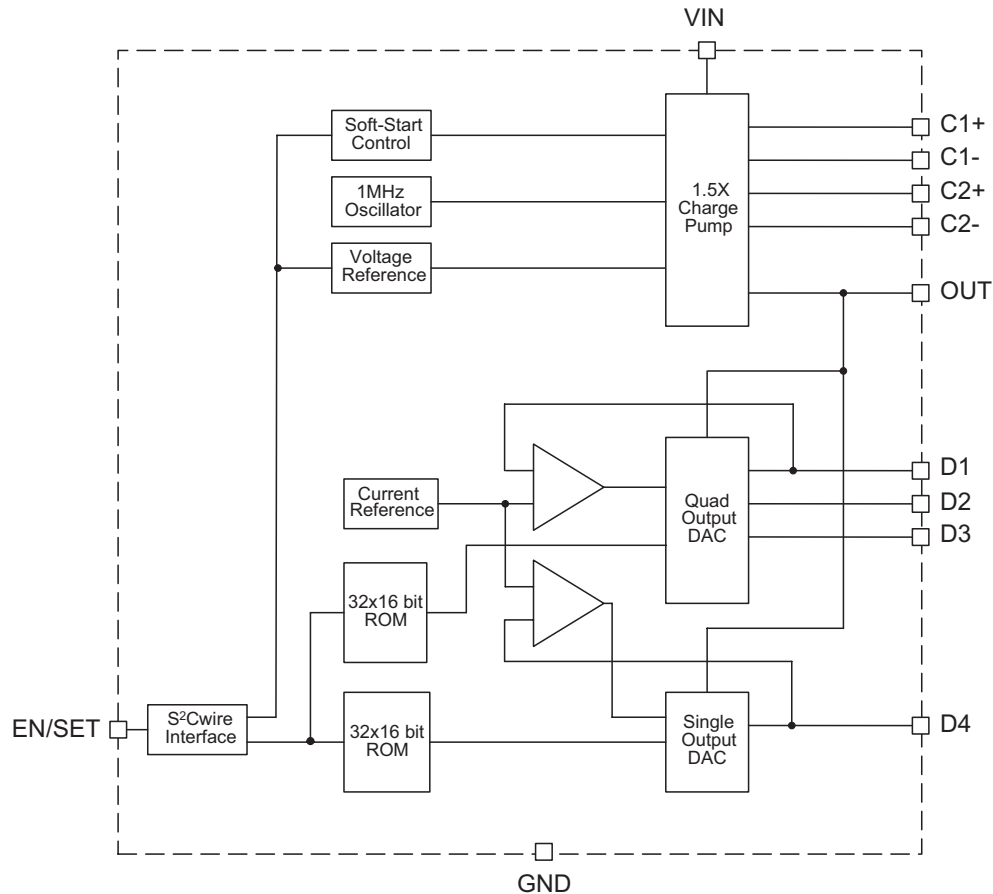 VIN
Soft-Start
Control
C1+
C1-
1MHz
Oscillator
1.5X
Charge
Pump
C2+
C2-
Voltage
Reference
OUT
D1
Current
Reference
Quad
Output
DAC
D2
D3
32x16 bit
ROM
EN/SET
S²Cwire
Interface
32x16 bit
ROM
Single
Output
DAC
D4
GND